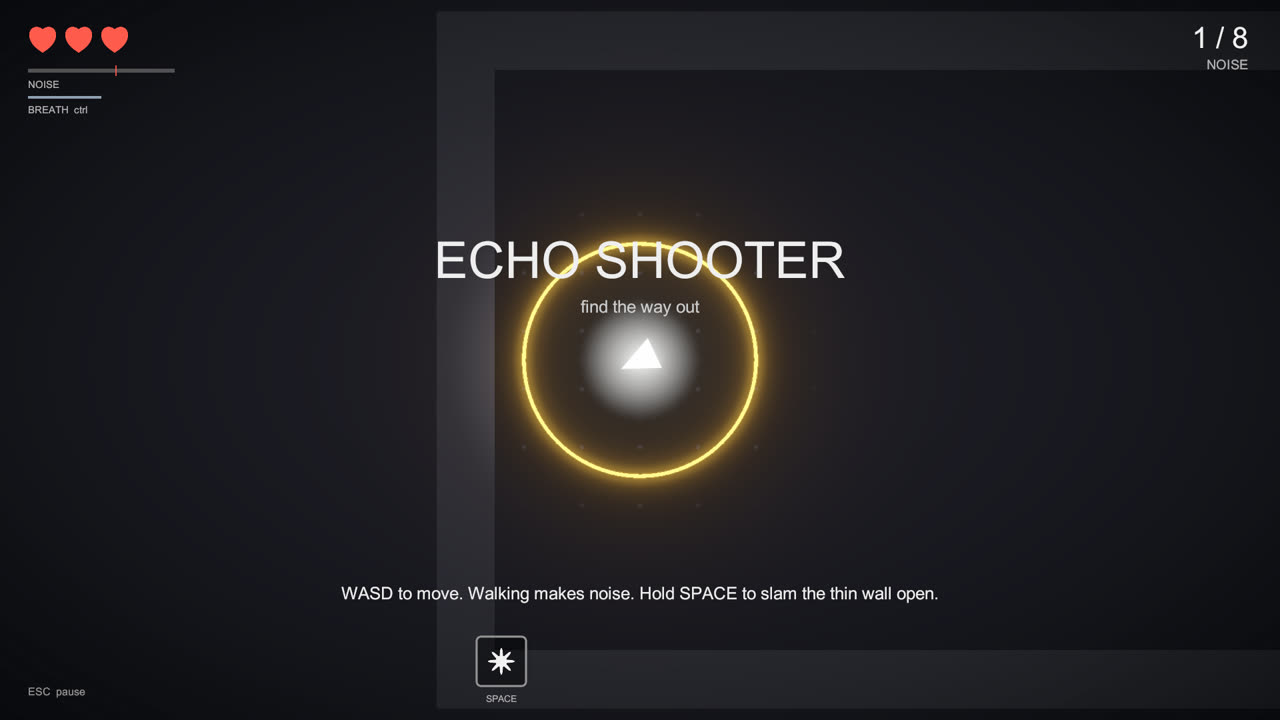 1 / 8
NOISE
NOISE
BREATH ctrl
ECHO SHOOTER
find the way out
WASD to move. Walking makes noise. Hold SPACE to slam the thin wall open.
SPACE
ESC pause